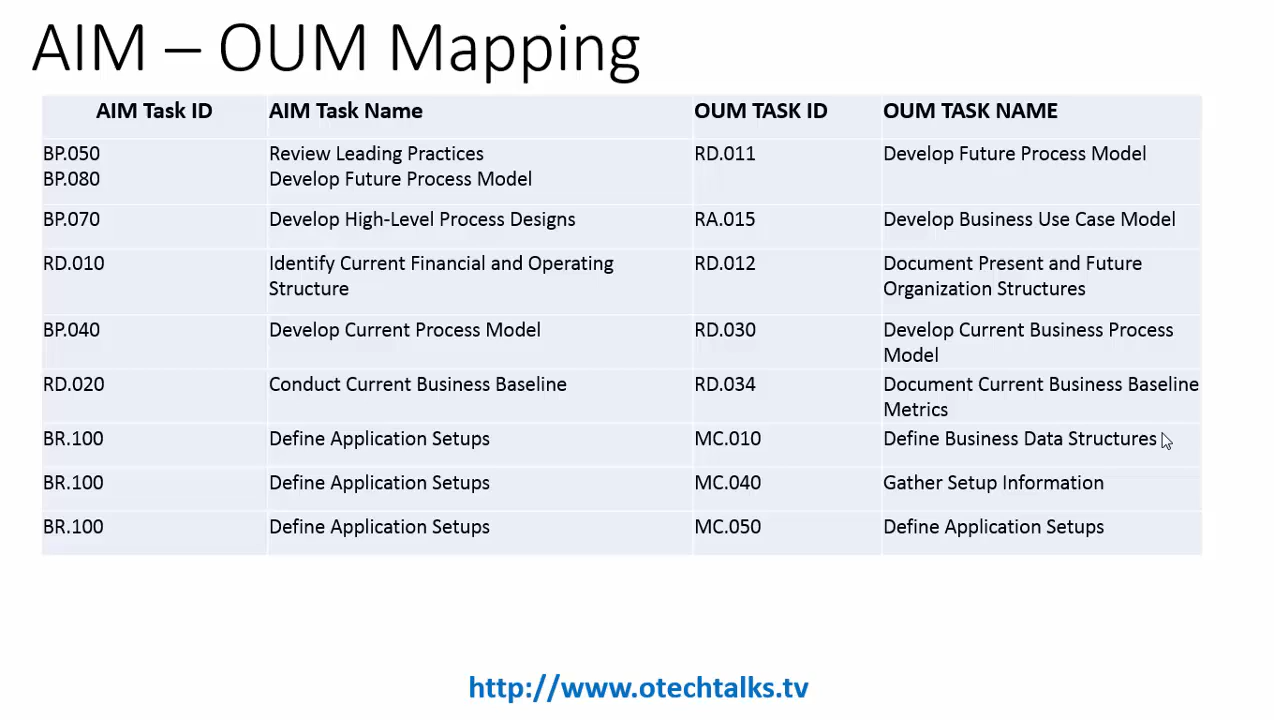 AIM – OUM Mapping
AIM Task ID AIM Task Name OUM TASK ID OUM TASK NAME
BP.050 Review Leading Practices RD.011 Develop Future Process Model
BP.080 Develop Future Process Model
BP.070 Develop High-Level Process Designs RA.015 Develop Business Use Case Model
RD.010 Identify Current Financial and Operating RD.012 Document Present and Future
Structure Organization Structures
BP.040 Develop Current Process Model RD.030 Develop Current Business Process
Model
RD.020 Conduct Current Business Baseline RD.034 Document Current Business Baseline
Metrics
BR.100 Define Application Setups MC.010 Define Business Data Structures
BR.100 Define Application Setups MC.040 Gather Setup Information
BR.100 Define Application Setups MC.050 Define Application Setups
http://www.otechtalks.tv